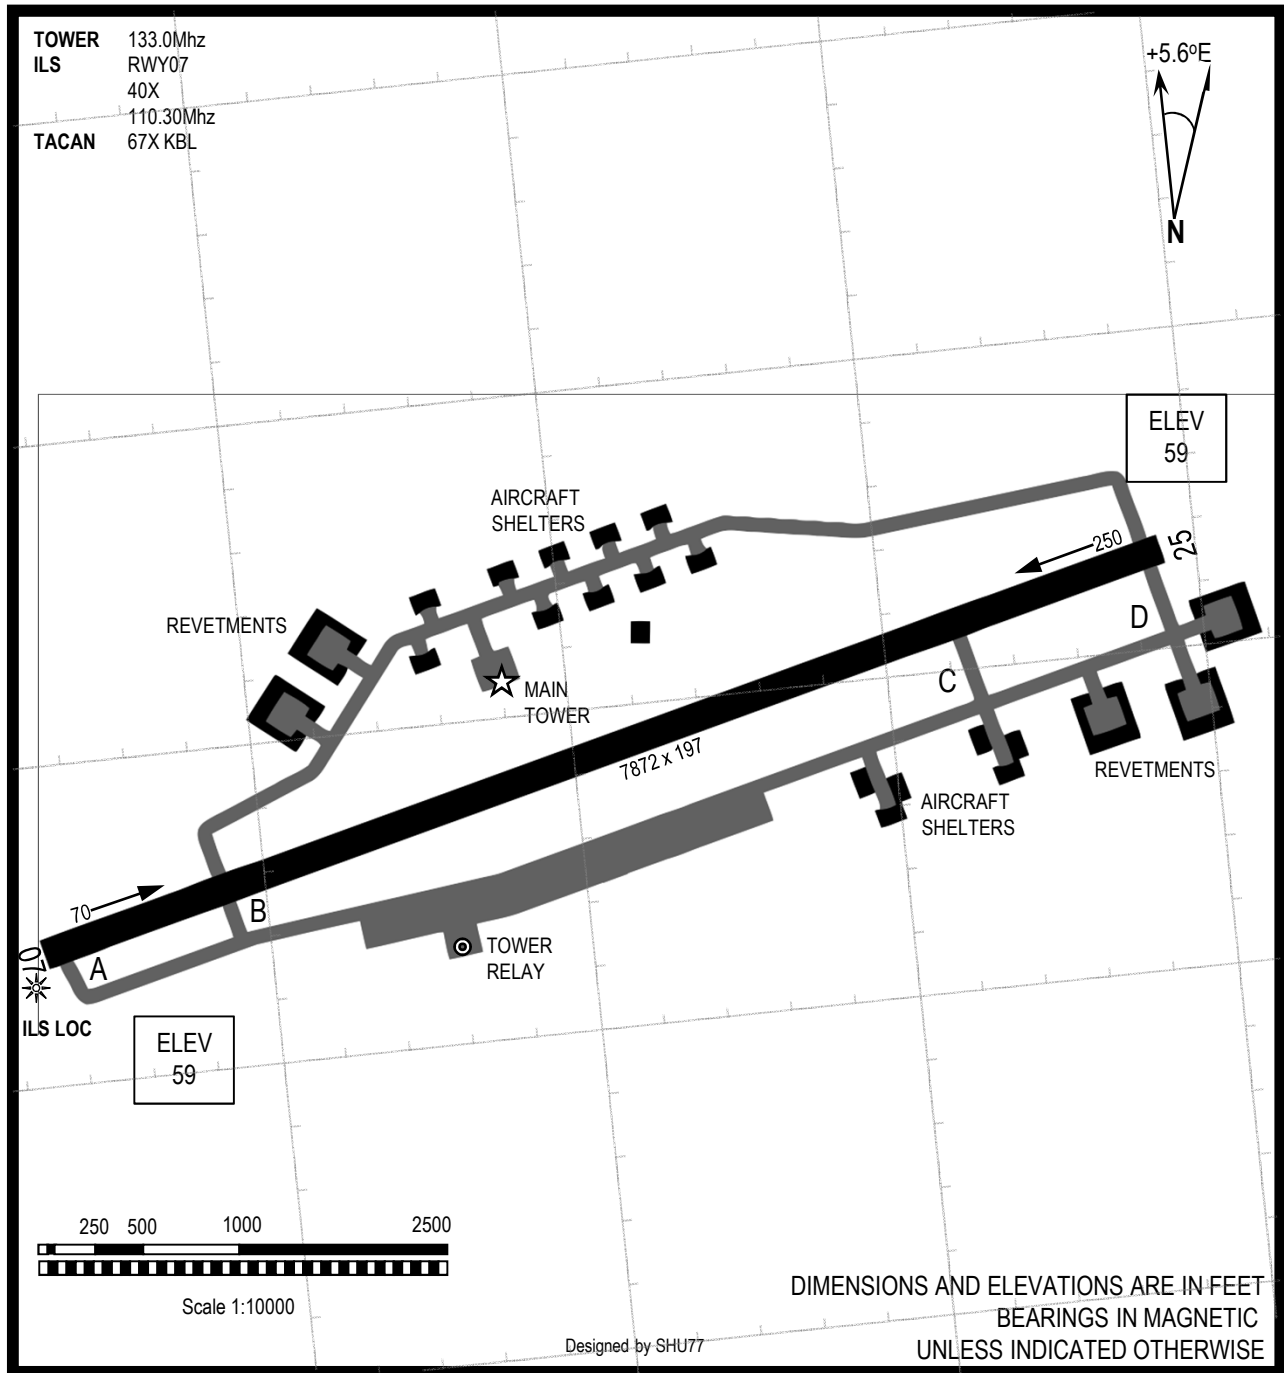 TOWER 133.0Mhz
ILS RWY07
40X
110.30Mhz
TACAN 67X KBL
+5.6ºE
N
ELEV
59
AIRCRAFT
SHELTERS
250
25
REVETMENTS
D
C
MAIN
TOWER
7872 x 197
REVETMENTS
AIRCRAFT
SHELTERS
70
B
A
07
TOWER
RELAY
ILS LOC
ELEV
59
250 500 1000 2500
Scale 1:10000
DIMENSIONS AND ELEVATIONS ARE IN FEET
BEARINGS IN MAGNETIC
UNLESS INDICATED OTHERWISE
Designed by SHU77